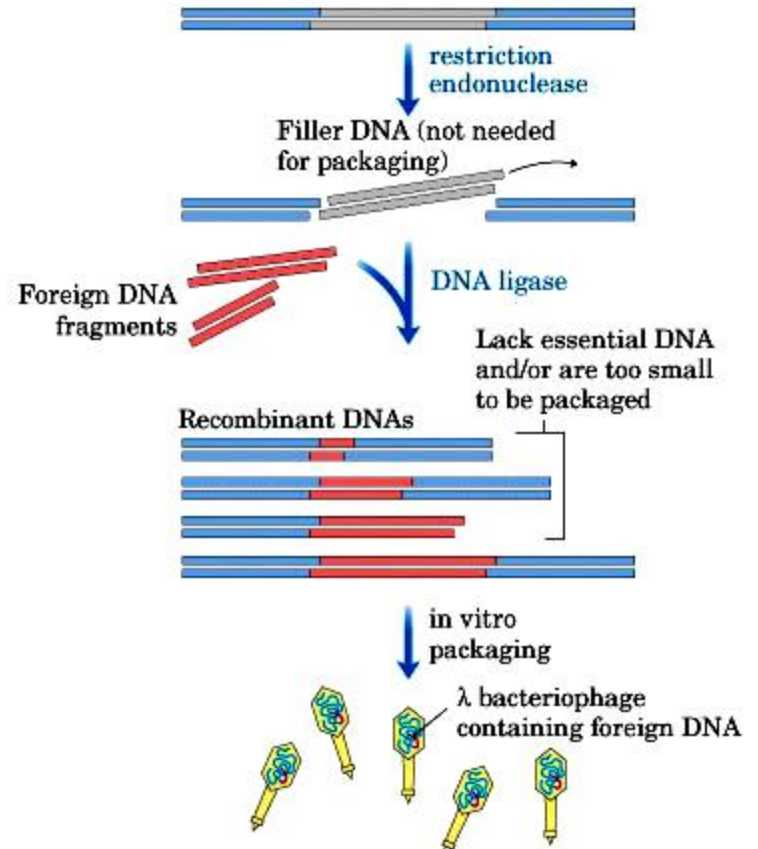 restriction
endonuclease
Filler DNA (not needed
for packaging)
DNA ligase
Foreign DNA
fragments
Lack essential DNA
and/or are too small
to be packaged
Recombinant DNAs
in vitro
packaging
λ bacteriophage
containing foreign DNA